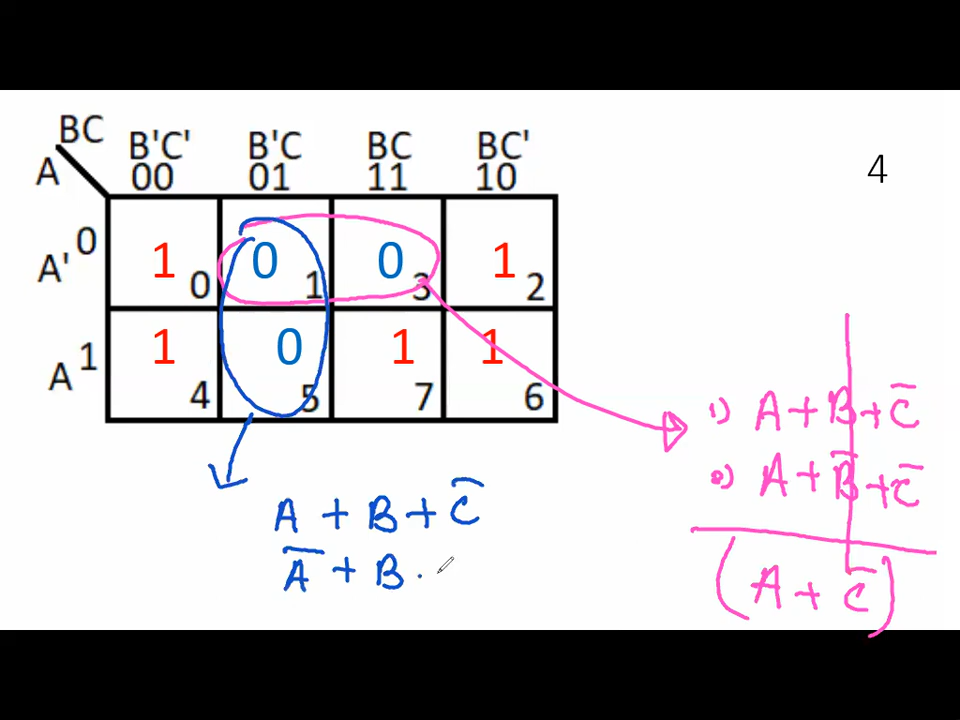 BC
A
B'C' B'C BC BC'
00 01 11 10
4
A' 0 1 0 0 1
0 1 3 2
A 1 1 0 1 1
4 5 7 6
1) A+B+C̅
2) A+B̅+C̅
(A+C̅)
A+B+C̅
A̅+B.